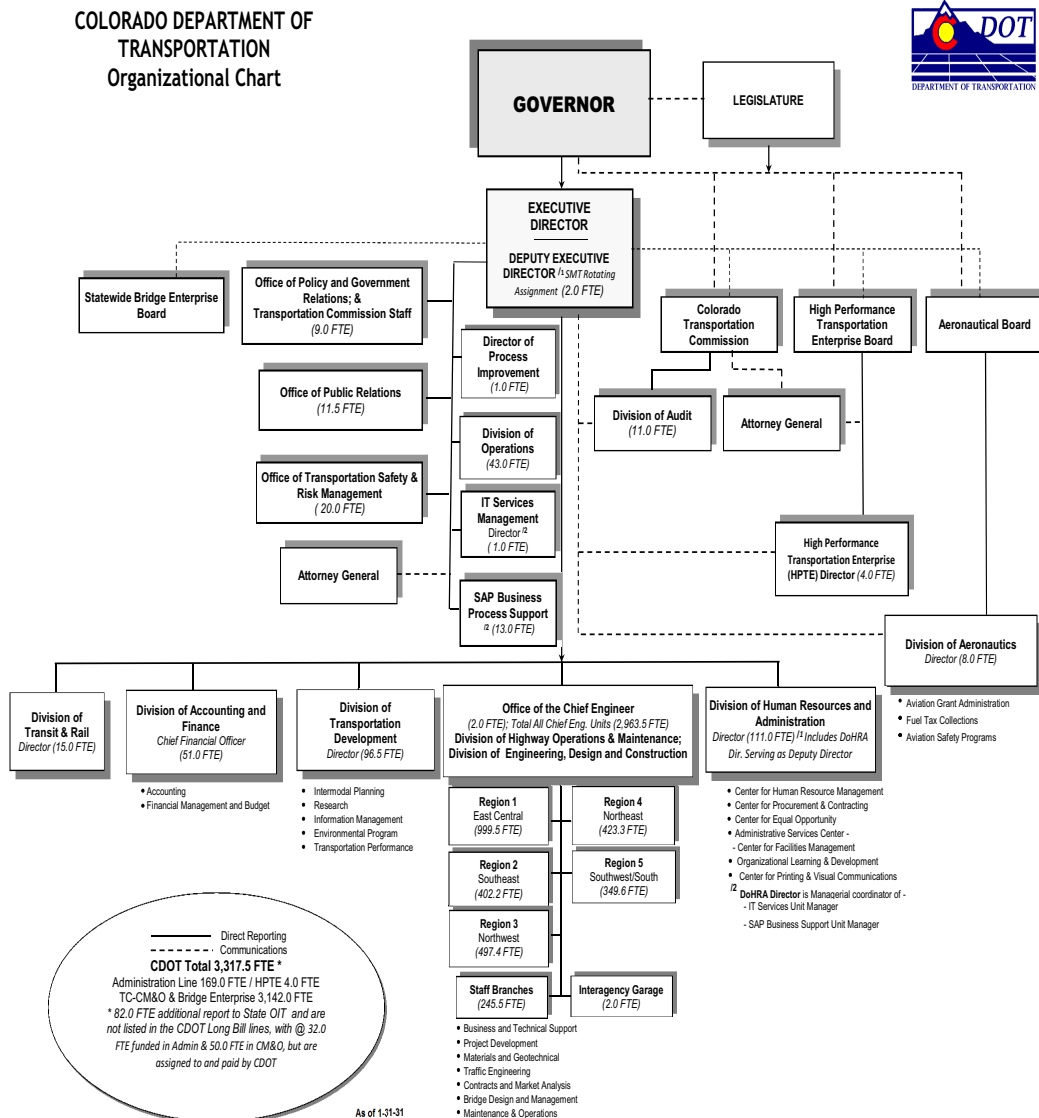 COLORADO DEPARTMENT OF
TRANSPORTATION
Organizational Chart
DOT
DEPARTMENT OF TRANSPORTATION
GOVERNOR
LEGISLATURE
EXECUTIVE
DIRECTOR
DEPUTY EXECUTIVE
DIRECTOR /1 SMT Rotating
Assignment (2.0 FTE)
Statewide Bridge Enterprise
Board
Office of Policy and Government
Relations; &
Transportation Commission Staff
(9.0 FTE)
Colorado
Transportation
Commission
High Performance
Transportation
Enterprise Board
Aeronautical Board
Director of
Process
Improvement
(1.0 FTE)
Office of Public Relations
(11.5 FTE)
Division of Audit
(11.0 FTE)
Attorney General
Division of
Operations
(43.0 FTE)
Office of Transportation Safety &
Risk Management
( 20.0 FTE)
IT Services
Management
Director /2
( 1.0 FTE)
High Performance
Transportation Enterprise
(HPTE) Director (4.0 FTE)
Attorney General
SAP Business
Process Support
/2 (13.0 FTE)
Division of Aeronautics
Director (8.0 FTE)
• Aviation Grant Administration
• Fuel Tax Collections
• Aviation Safety Programs
Division of
Transit & Rail
Director (15.0 FTE)
Division of Accounting and
Finance
Chief Financial Officer
(51.0 FTE)
• Accounting
• Financial Management and Budget
Division of
Transportation
Development
Director (96.5 FTE)
• Intermodal Planning
• Research
• Information Management
• Environmental Program
• Transportation Performance
Office of the Chief Engineer
(2.0 FTE); Total All Chief Eng. Units (2,963.5 FTE)
Division of Highway Operations & Maintenance;
Division of Engineering, Design and Construction
Division of Human Resources and
Administration
Director (111.0 FTE) /1 Includes DoHRA
Dir. Serving as Deputy Director
• Center for Human Resource Management
• Center for Procurement & Contracting
• Center for Equal Opportunity
• Administrative Services Center -
- Center for Facilities Management
• Organizational Learning & Development
• Center for Printing & Visual Communications
/2 DoHRA Director is Managerial coordinator of -
- IT Services Unit Manager
- SAP Business Support Unit Manager
Region 1
East Central
(999.5 FTE)
Region 4
Northeast
(423.3 FTE)
Region 2
Southeast
(402.2 FTE)
Region 5
Southwest/South
(349.6 FTE)
Region 3
Northwest
(497.4 FTE)
Staff Branches
(245.5 FTE)
Interagency Garage
(2.0 FTE)
• Business and Technical Support
• Project Development
• Materials and Geotechnical
• Traffic Engineering
• Contracts and Market Analysis
• Bridge Design and Management
• Maintenance & Operations
Direct Reporting
Communications
CDOT Total 3,317.5 FTE *
Administration Line 169.0 FTE / HPTE 4.0 FTE
TC-CM&O & Bridge Enterprise 3,142.0 FTE
* 82.0 FTE additional report to State OIT and are
not listed in the CDOT Long Bill lines, with @ 32.0
FTE funded in Admin & 50.0 FTE in CM&O, but are
assigned to and paid by CDOT
As of 1-31-31